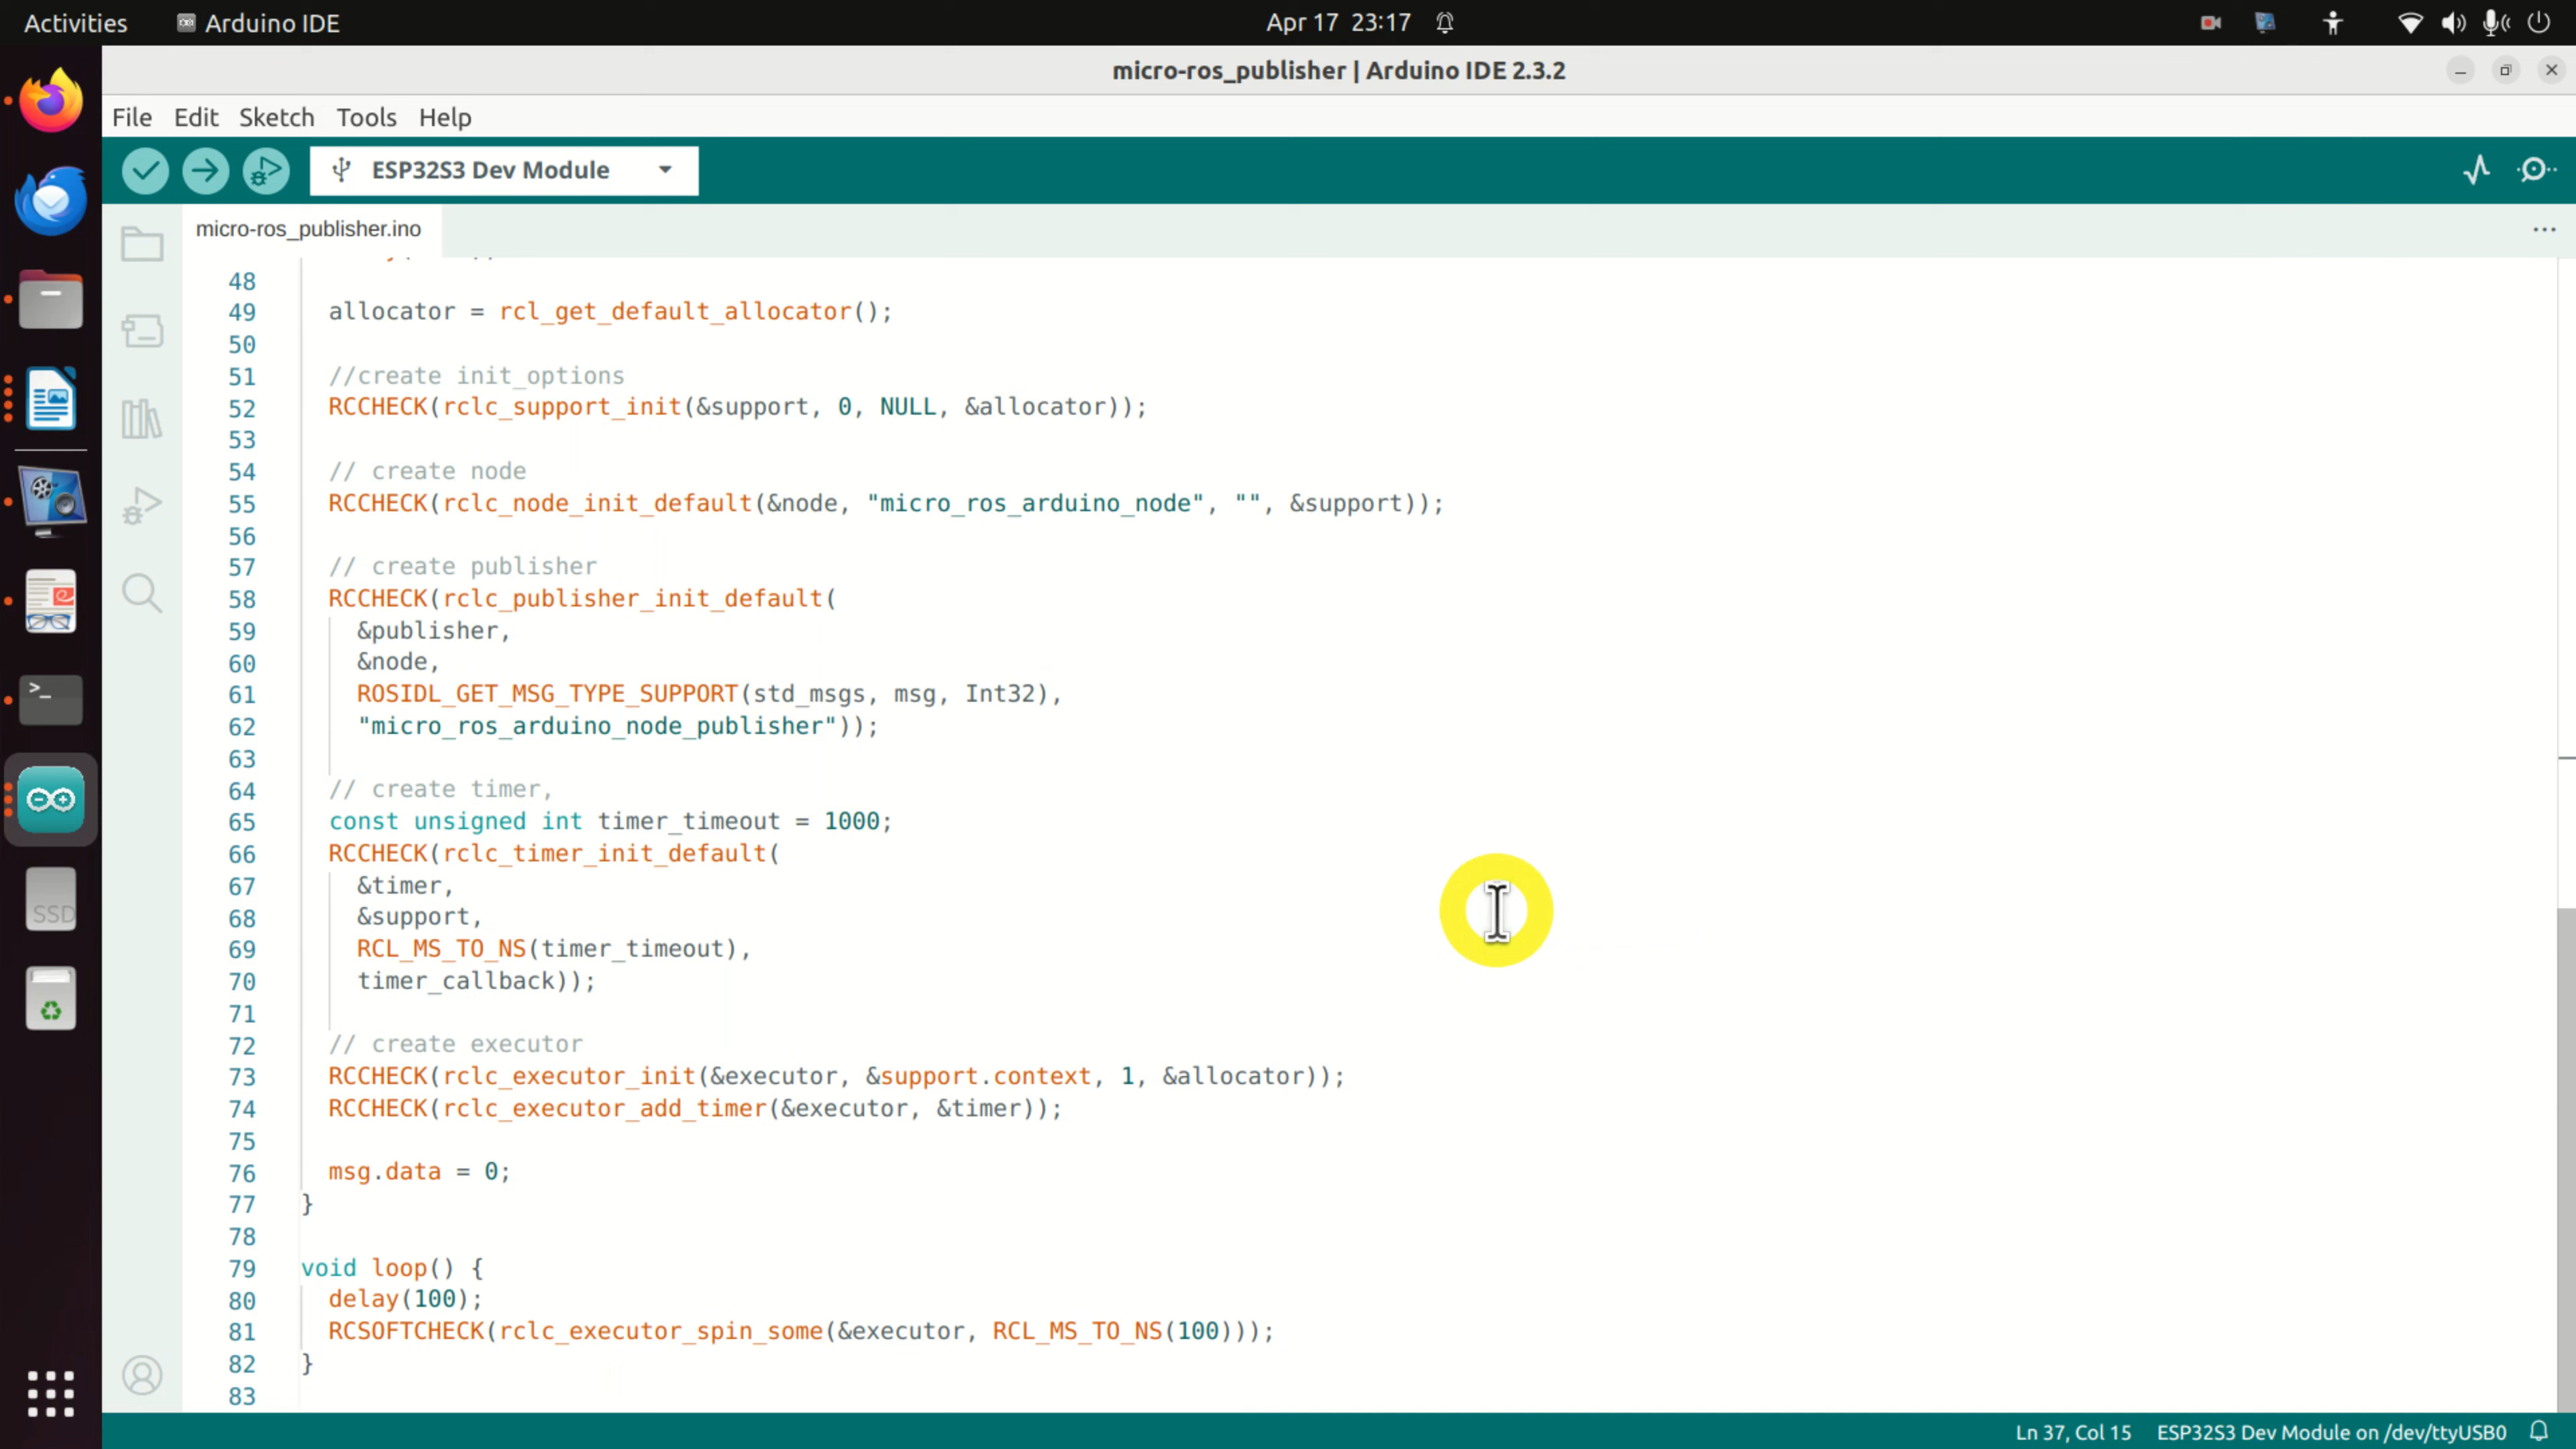 Activities Arduino IDE Apr 17 23:17
micro-ros_publisher | Arduino IDE 2.3.2
File Edit Sketch Tools Help
ESP32S3 Dev Module
micro-ros_publisher.ino
48
49 allocator = rcl_get_default_allocator();
50
51 //create init_options
52 RCCHECK(rclc_support_init(&support, 0, NULL, &allocator));
53
54 // create node
55 RCCHECK(rclc_node_init_default(&node, "micro_ros_arduino_node", "", &support));
56
57 // create publisher
58 RCCHECK(rclc_publisher_init_default(
59 &publisher,
60 &node,
61 ROSIDL_GET_MSG_TYPE_SUPPORT(std_msgs, msg, Int32),
62 "micro_ros_arduino_node_publisher"));
63
64 // create timer,
65 const unsigned int timer_timeout = 1000;
66 RCCHECK(rclc_timer_init_default(
67 &timer,
68 &support,
69 RCL_MS_TO_NS(timer_timeout),
70 timer_callback));
71
72 // create executor
73 RCCHECK(rclc_executor_init(&executor, &support.context, 1, &allocator));
74 RCCHECK(rclc_executor_add_timer(&executor, &timer));
75
76 msg.data = 0;
77 }
78
79 void loop() {
80 delay(100);
81 RCSOFTCHECK(rclc_executor_spin_some(&executor, RCL_MS_TO_NS(100)));
82 }
83
SSD
Ln 37, Col 15 ESP32S3 Dev Module on /dev/ttyUSB0